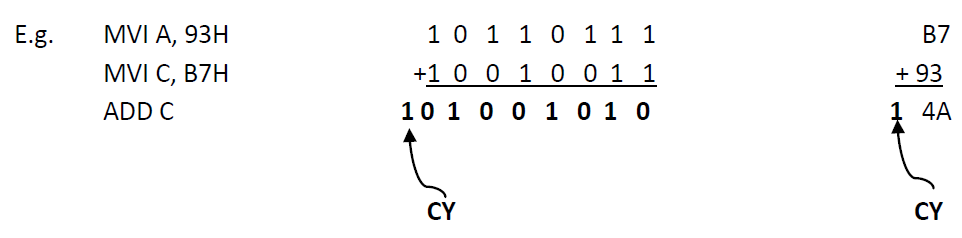 E.g. MVI A, 93H 1 0 1 1 0 1 1 1 B7
MVI C, B7H +1 0 0 1 0 0 1 1 + 93
ADD C 1 0 1 0 0 1 0 1 0 1 4A
CY CY